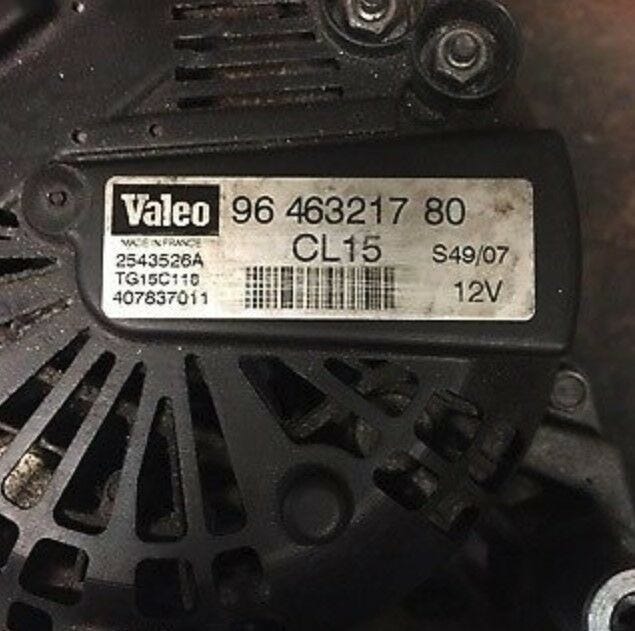 Valeo 96 463217 80
MADE IN FRANCE CL15 S49/07
2543526A
TG15C110 12V
407837011